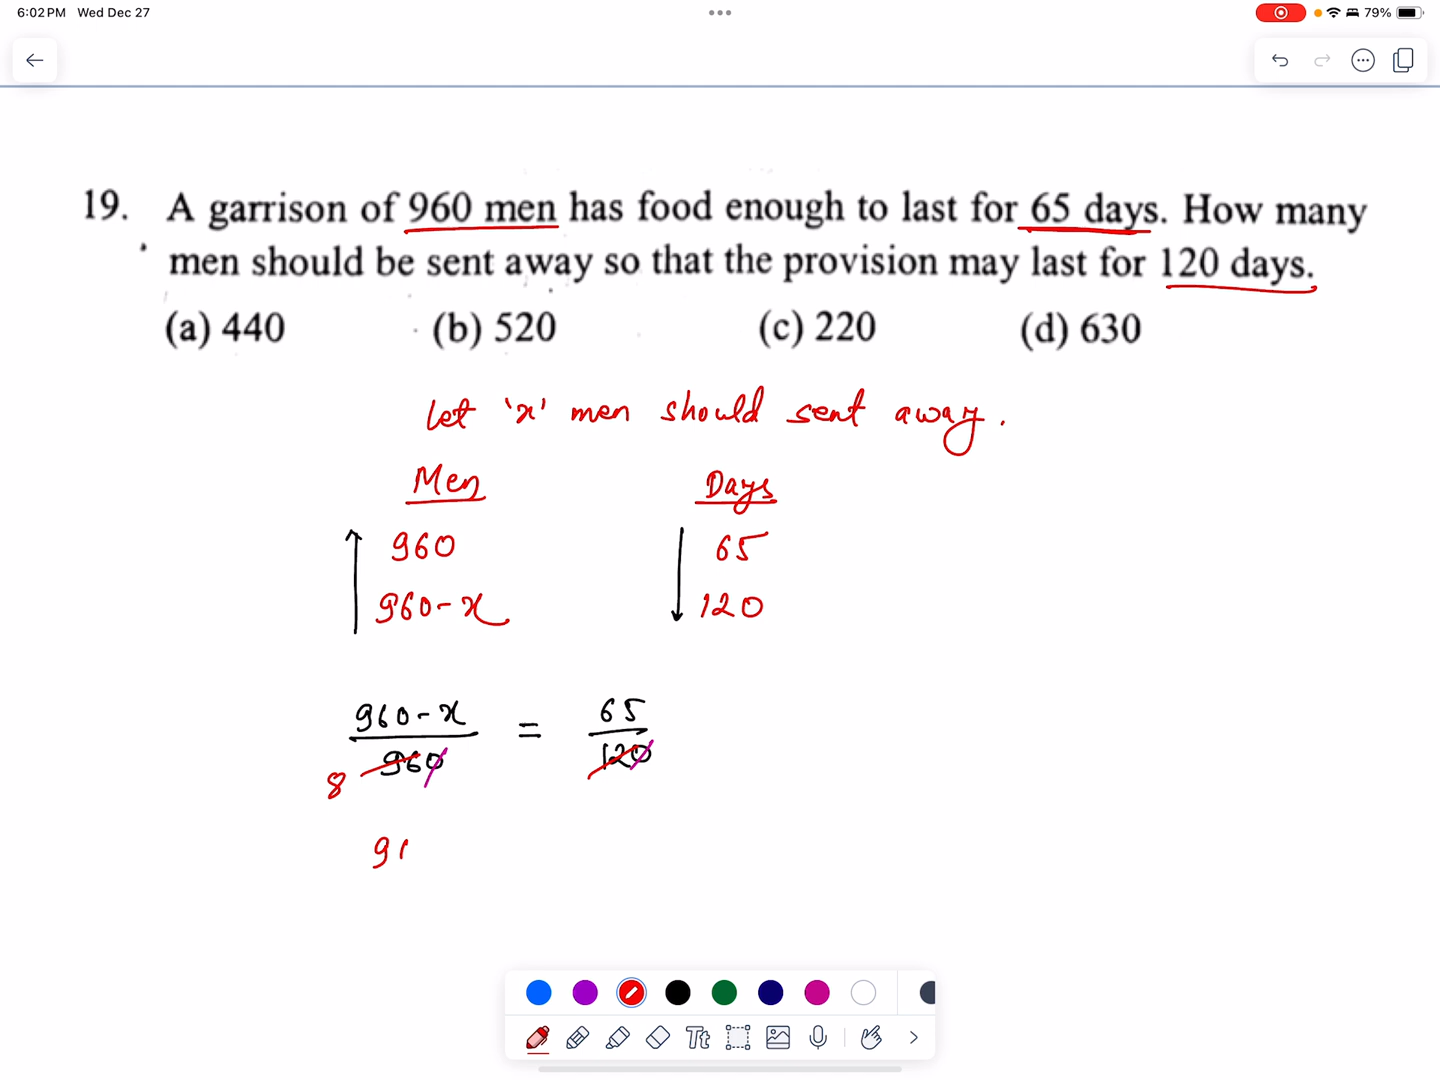 6:02 PM Wed Dec 27
79%
19. A garrison of 960 men has food enough to last for 65 days. How many
men should be sent away so that the provision may last for 120 days.
(a) 440 (b) 520 (c) 220 (d) 630
Let 'x' men should sent away.
Men Days
960 65
960-x 120
960-x = 65
8 960 120
9
Tt